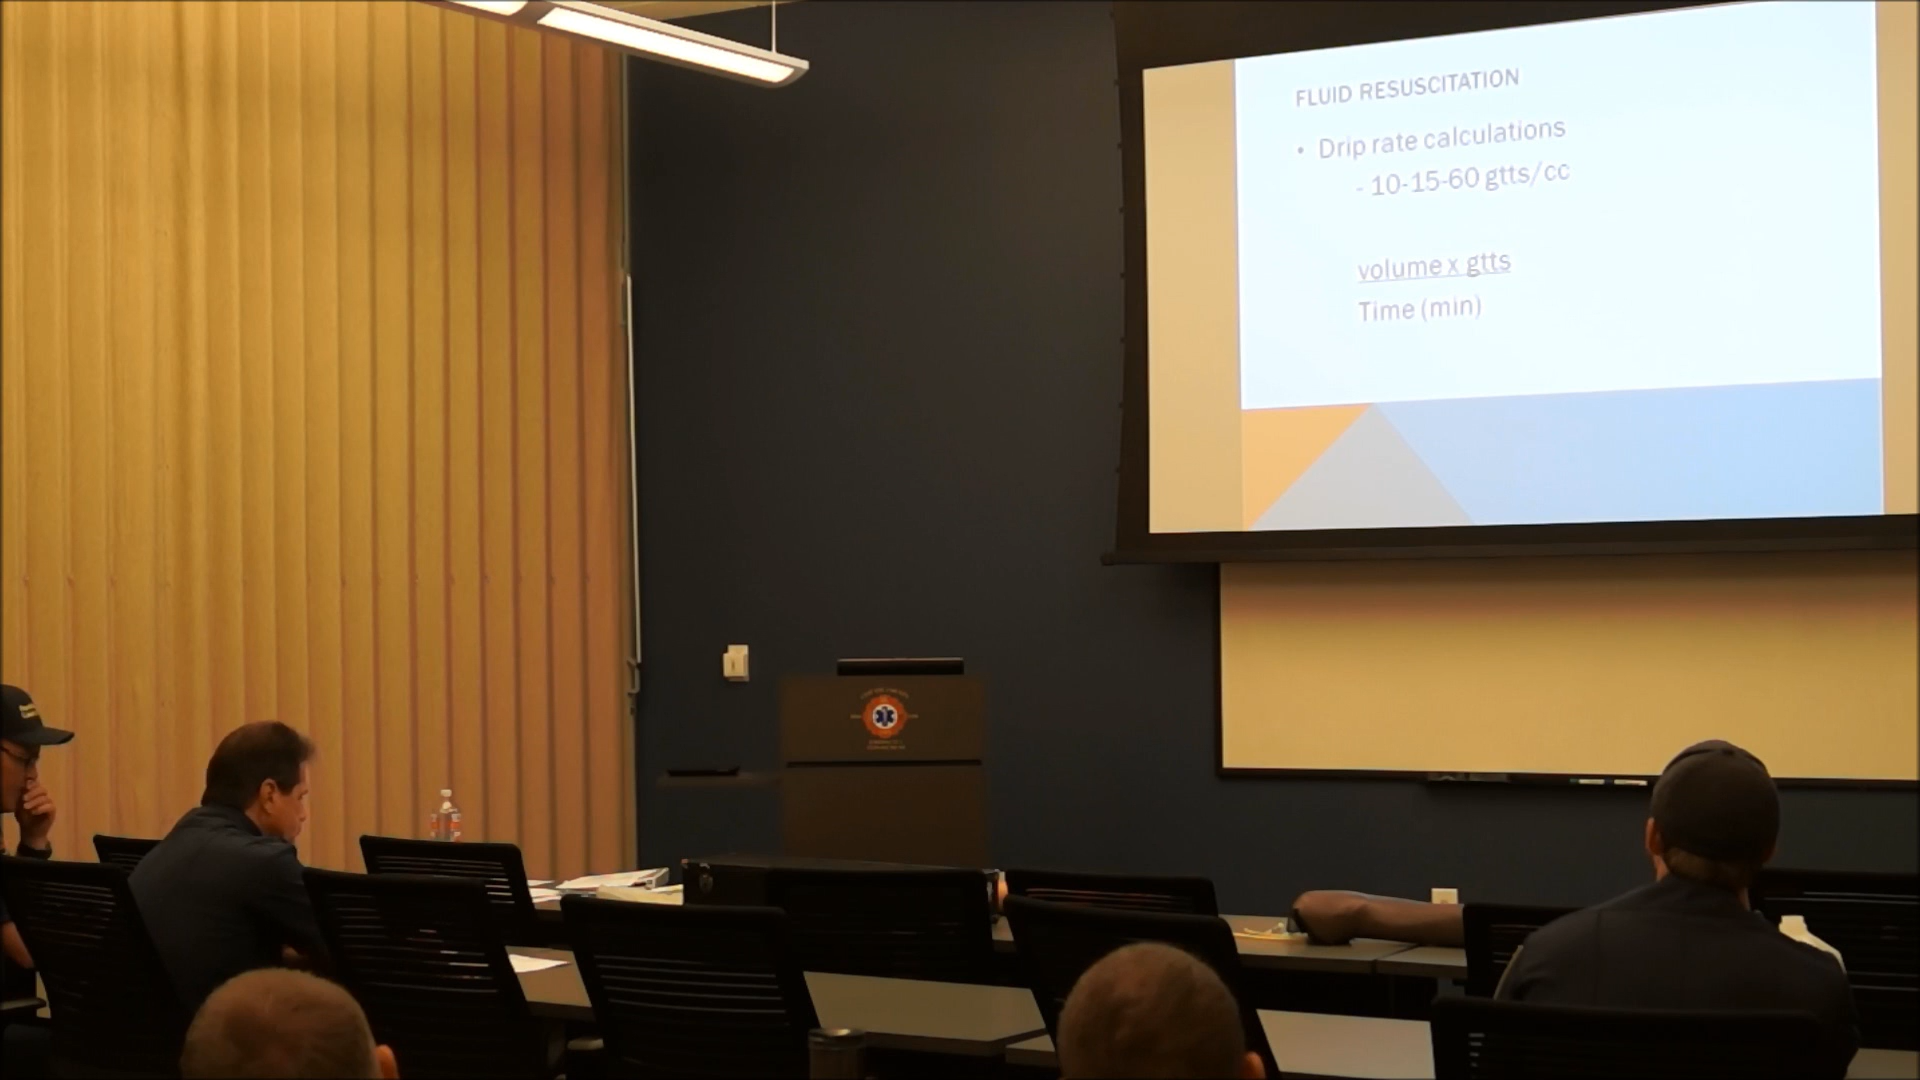 FLUID RESUSCITATION
• Drip rate calculations
- 10-15-60 gtts/cc
volume x gtts
Time (min)